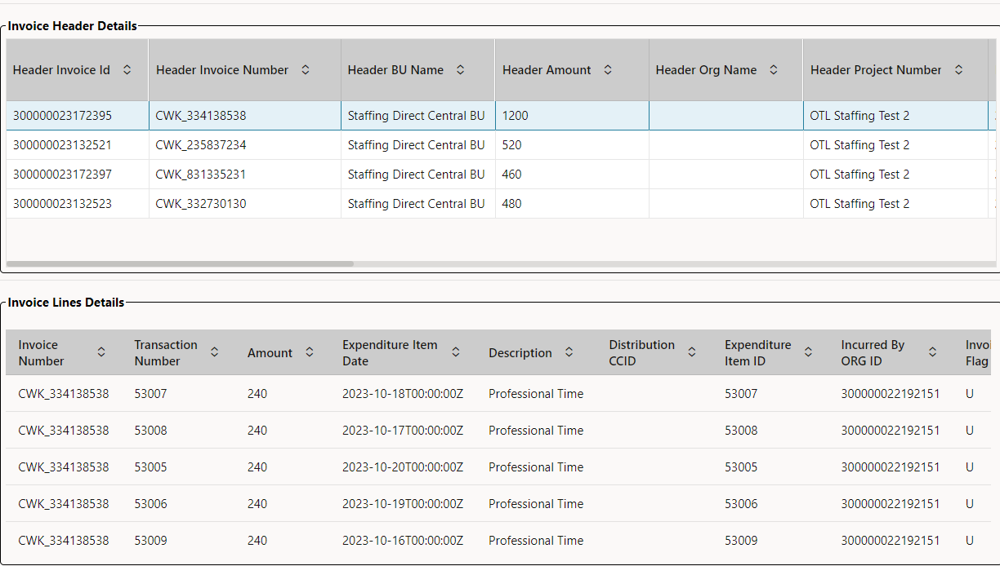 Invoice Header Details
Header Invoice Id Header Invoice Number Header BU Name Header Amount Header Org Name Header Project Number
300000023172395 CWK_334138538 Staffing Direct Central BU 1200 OTL Staffing Test 2
300000023132521 CWK_235837234 Staffing Direct Central BU 520 OTL Staffing Test 2
300000023172397 CWK_831335231 Staffing Direct Central BU 460 OTL Staffing Test 2
300000023132523 CWK_332730130 Staffing Direct Central BU 480 OTL Staffing Test 2
Invoice Lines Details
Invoice Transaction Amount Expenditure Item Description Distribution Expenditure Incurred By Invoi
Number Number Date CCID Item ID ORG ID Flag
CWK_334138538 53007 240 2023-10-18T00:00:00Z Professional Time 53007 300000022192151 U
CWK_334138538 53008 240 2023-10-17T00:00:00Z Professional Time 53008 300000022192151 U
CWK_334138538 53005 240 2023-10-20T00:00:00Z Professional Time 53005 300000022192151 U
CWK_334138538 53006 240 2023-10-19T00:00:00Z Professional Time 53006 300000022192151 U
CWK_334138538 53009 240 2023-10-16T00:00:00Z Professional Time 53009 300000022192151 U